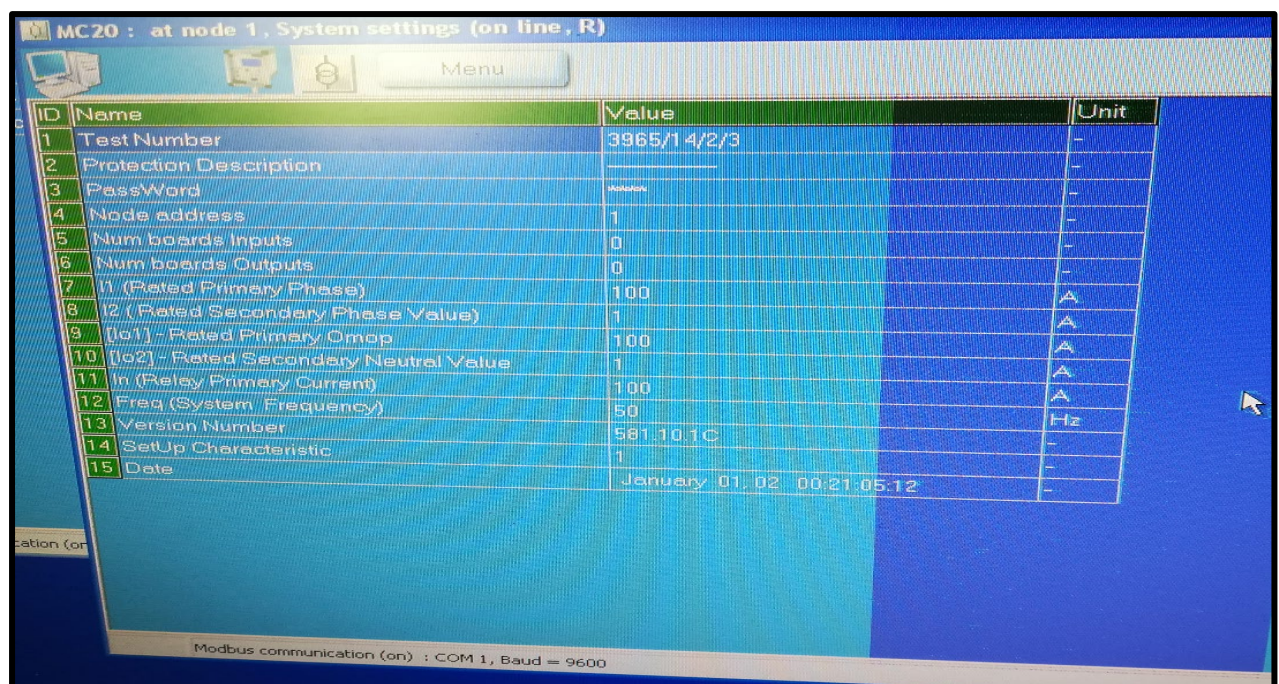 MC20 : at node 1, System settings (on line, R)
Menu
ID Name Value Unit
1 Test Number 3965/14/2/3 -
2 Protection Description ---------------- -
3 PassWord **** -
4 Node address 1 -
5 Num boards Inputs 0 -
6 Num boards Outputs 0 -
7 I1 (Rated Primary Phase) 100 A
8 I2 (Rated Secondary Phase Value) 1 A
9 [Io1] - Rated Primary Omop 100 A
10 [Io2] - Rated Secondary Neutral Value 1 A
11 In (Relay Primary Current) 100 A
12 Freq (System Frequency) 50 Hz
13 Version Number 581.10.1C -
14 SetUp Characteristic 1 -
15 Date January 01, 02 00:21:05:12 -
cation (on
Modbus communication (on) : COM 1, Baud = 9600